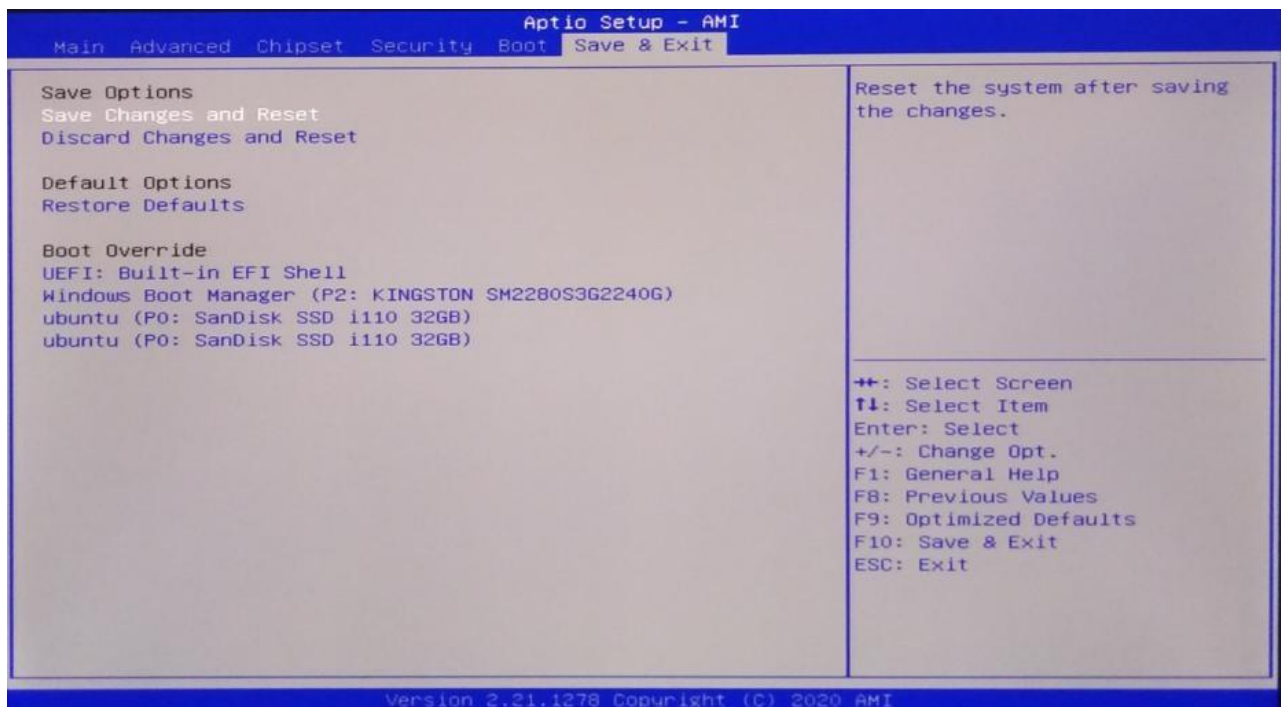 Aptio Setup - AMI
Main Advanced Chipset Security Boot Save & Exit
Save Options
Save Changes and Reset
Discard Changes and Reset
Default Options
Restore Defaults
Boot Override
UEFI: Built-in EFI Shell
Windows Boot Manager (P2: KINGSTON SM2280S3G2240G)
ubuntu (P0: SanDisk SSD i110 32GB)
ubuntu (P0: SanDisk SSD i110 32GB)
Reset the system after saving
the changes.
→←: Select Screen
↑↓: Select Item
Enter: Select
+/-: Change Opt.
F1: General Help
F8: Previous Values
F9: Optimized Defaults
F10: Save & Exit
ESC: Exit
Version 2.21.1278 Copyright (C) 2020 AMI